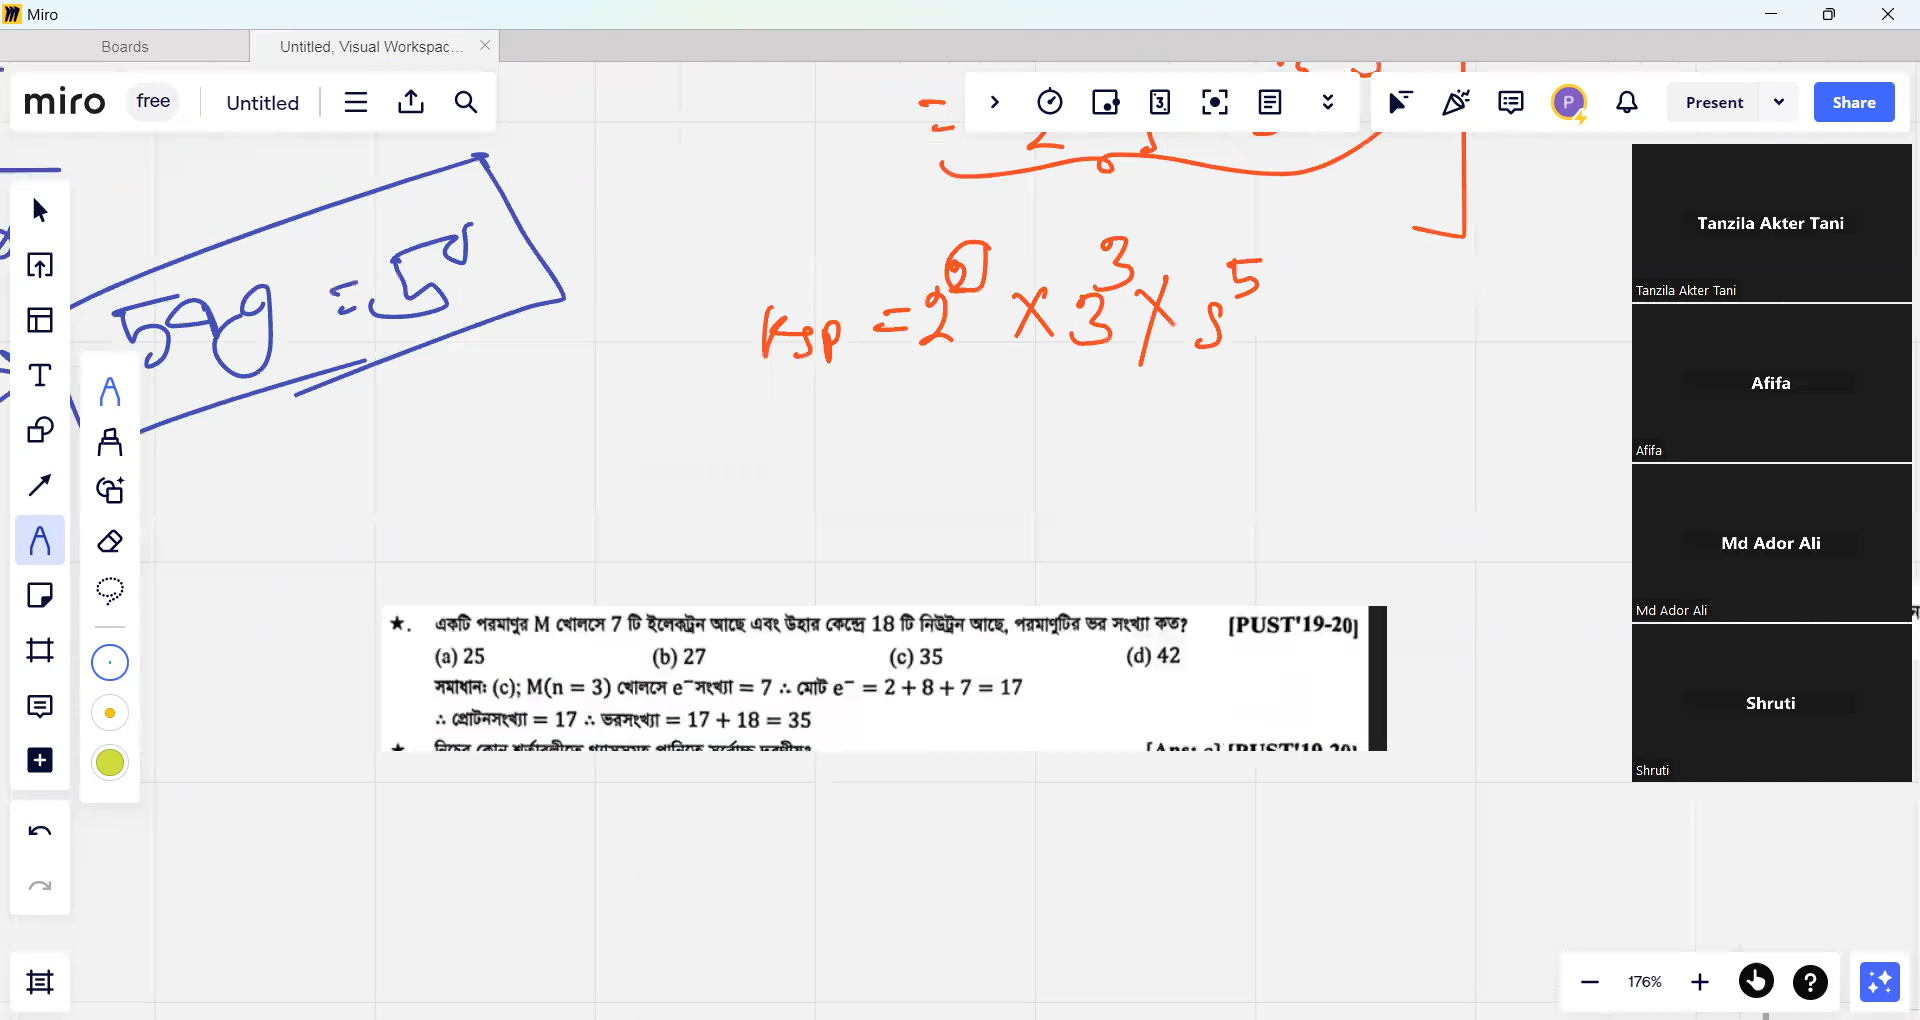 Miro
Boards
Untitled, Visual Workspac...
miro free Untitled
Present
Share
P
3
Ksp = 2² × 3³ × s⁵
Tanzila Akter Tani
Tanzila Akter Tani
Afifa
Afifa
Md Ador Ali
Md Ador Ali
Shruti
Shruti
★. একটি পরমাণুর M খোলসে 7 টি ইলেকট্রন আছে এবং উহার কেন্দ্রে 18 টি নিউট্রন আছে, পরমাণুটির ভর সংখ্যা কত? [PUST'19-20]
(a) 25 (b) 27 (c) 35 (d) 42
সমাধান: (c); M(n = 3) খোলসে e⁻সংখ্যা = 7 ∴ মোট e⁻ = 2 + 8 + 7 = 17
∴ প্রোটনসংখ্যা = 17 ∴ ভরসংখ্যা = 17 + 18 = 35
176%